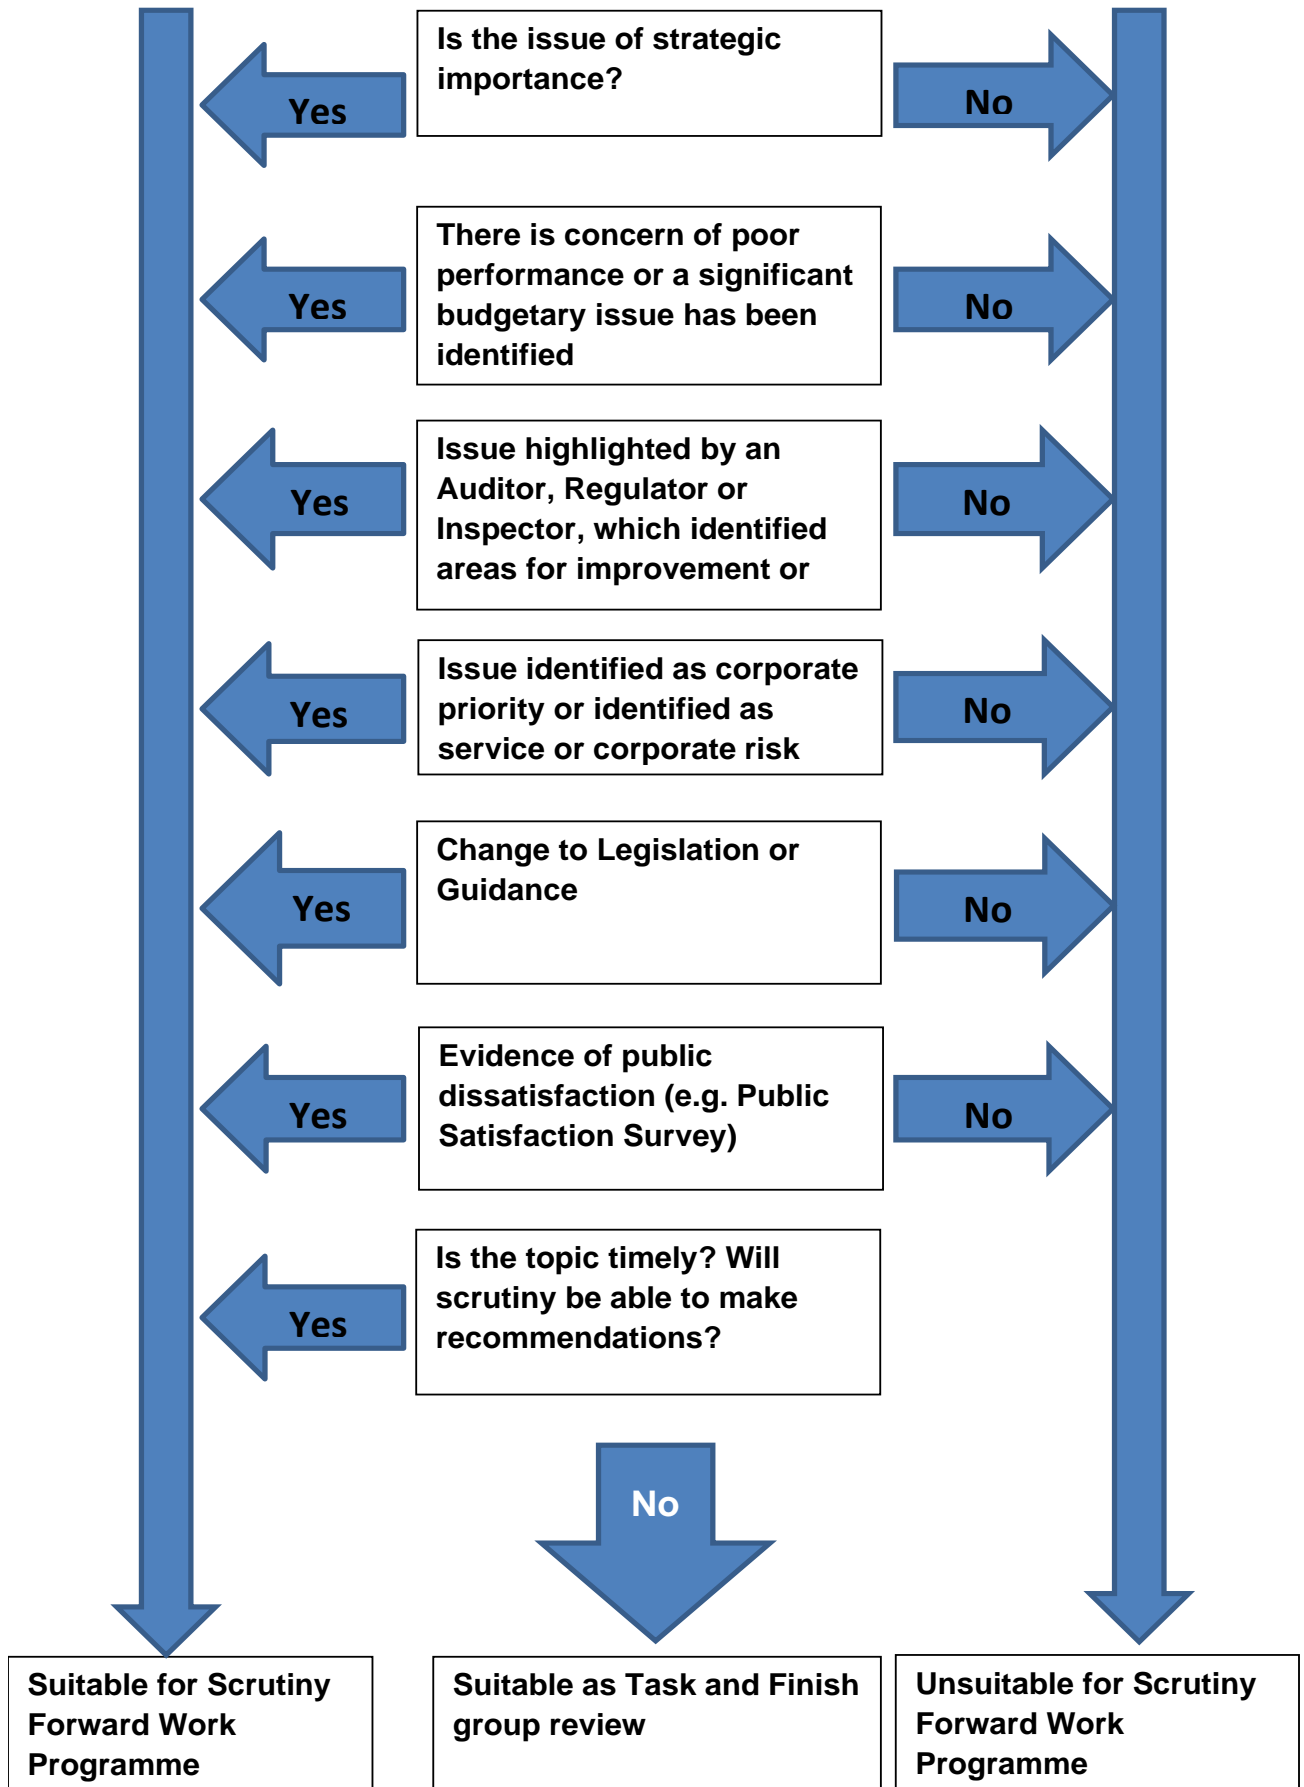 Is the issue of strategic
importance?
Yes
No
There is concern of poor
performance or a significant
budgetary issue has been
identified
Yes
No
Issue highlighted by an
Auditor, Regulator or
Inspector, which identified
areas for improvement or
Yes
No
Issue identified as corporate
priority or identified as
service or corporate risk
Yes
No
Change to Legislation or
Guidance
Yes
No
Evidence of public
dissatisfaction (e.g. Public
Satisfaction Survey)
Yes
No
Is the topic timely? Will
scrutiny be able to make
recommendations?
Yes
No
Suitable for Scrutiny
Forward Work
Programme
Suitable as Task and Finish
group review
Unsuitable for Scrutiny
Forward Work
Programme